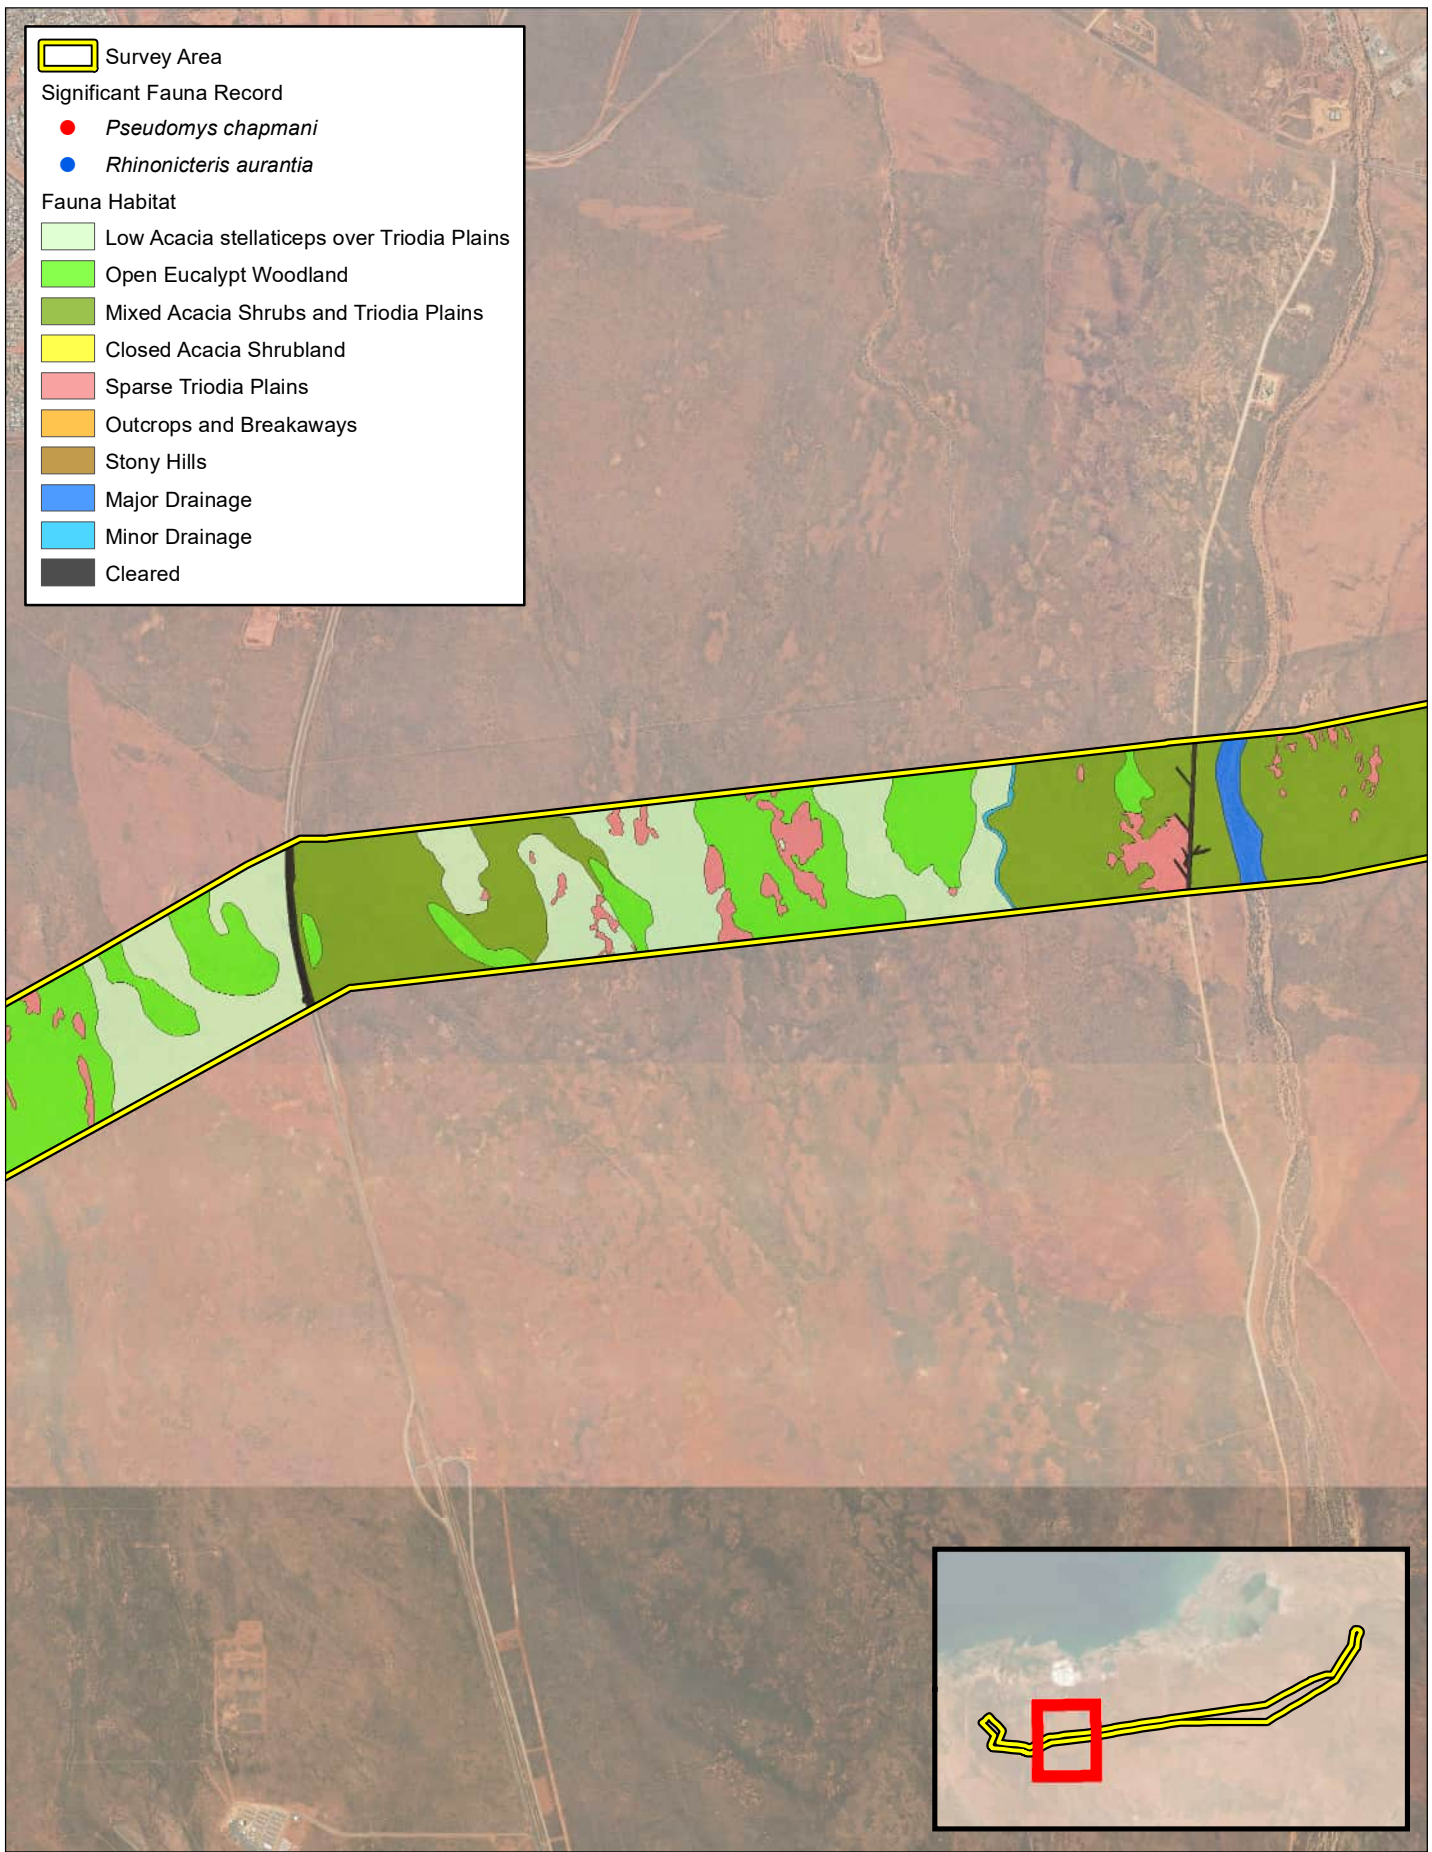 Survey Area
Significant Fauna Record
Pseudomys chapmani
Rhinonicteris aurantia
Fauna Habitat
Low Acacia stellaticeps over Triodia Plains
Open Eucalypt Woodland
Mixed Acacia Shrubs and Triodia Plains
Closed Acacia Shrubland
Sparse Triodia Plains
Outcrops and Breakaways
Stony Hills
Major Drainage
Minor Drainage
Cleared